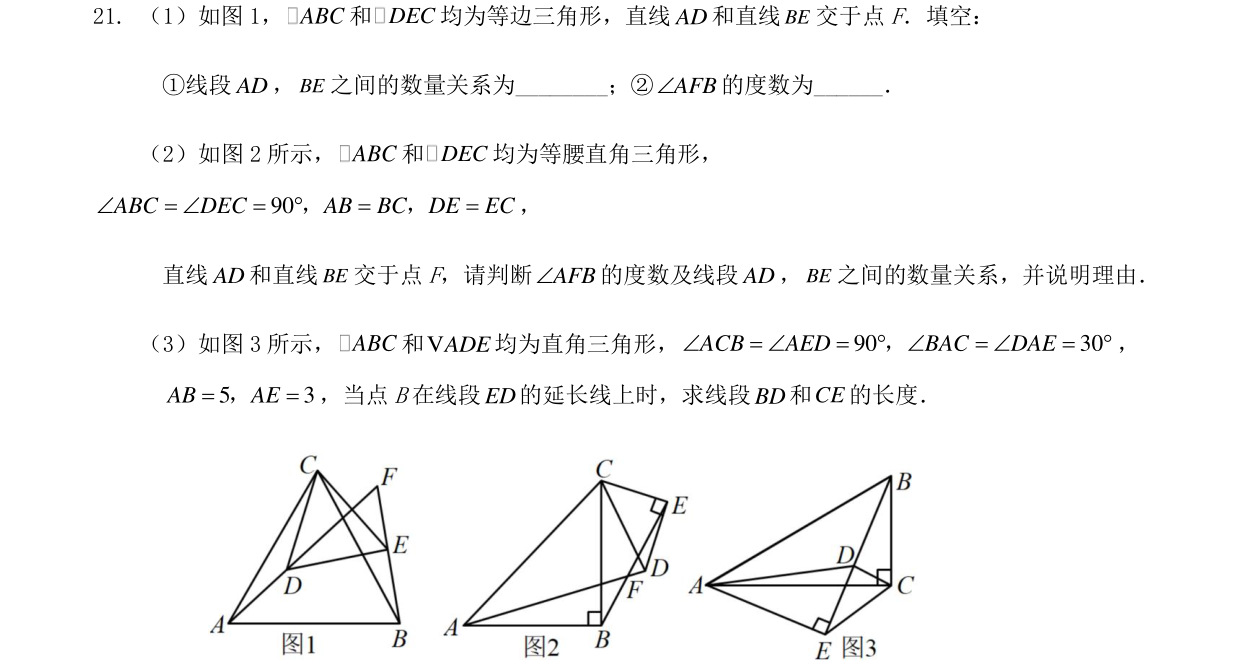 21. （1）如图 1，□ABC 和□DEC 均为等边三角形，直线 AD 和直线 BE 交于点 F．填空：
①线段 AD，BE 之间的数量关系为________；②∠AFB 的度数为______．
（2）如图 2 所示，□ABC 和□DEC 均为等腰直角三角形，
∠ABC = ∠DEC = 90°，AB = BC，DE = EC，
直线 AD 和直线 BE 交于点 F，请判断∠AFB 的度数及线段 AD，BE 之间的数量关系，并说明理由．
（3）如图 3 所示，□ABC 和 VADE 均为直角三角形，∠ACB = ∠AED = 90°，∠BAC = ∠DAE = 30°，
AB = 5，AE = 3，当点 B 在线段 ED 的延长线上时，求线段 BD 和 CE 的长度．
C F E D A B 图1
C E D F A B 图2
B D A C E 图3